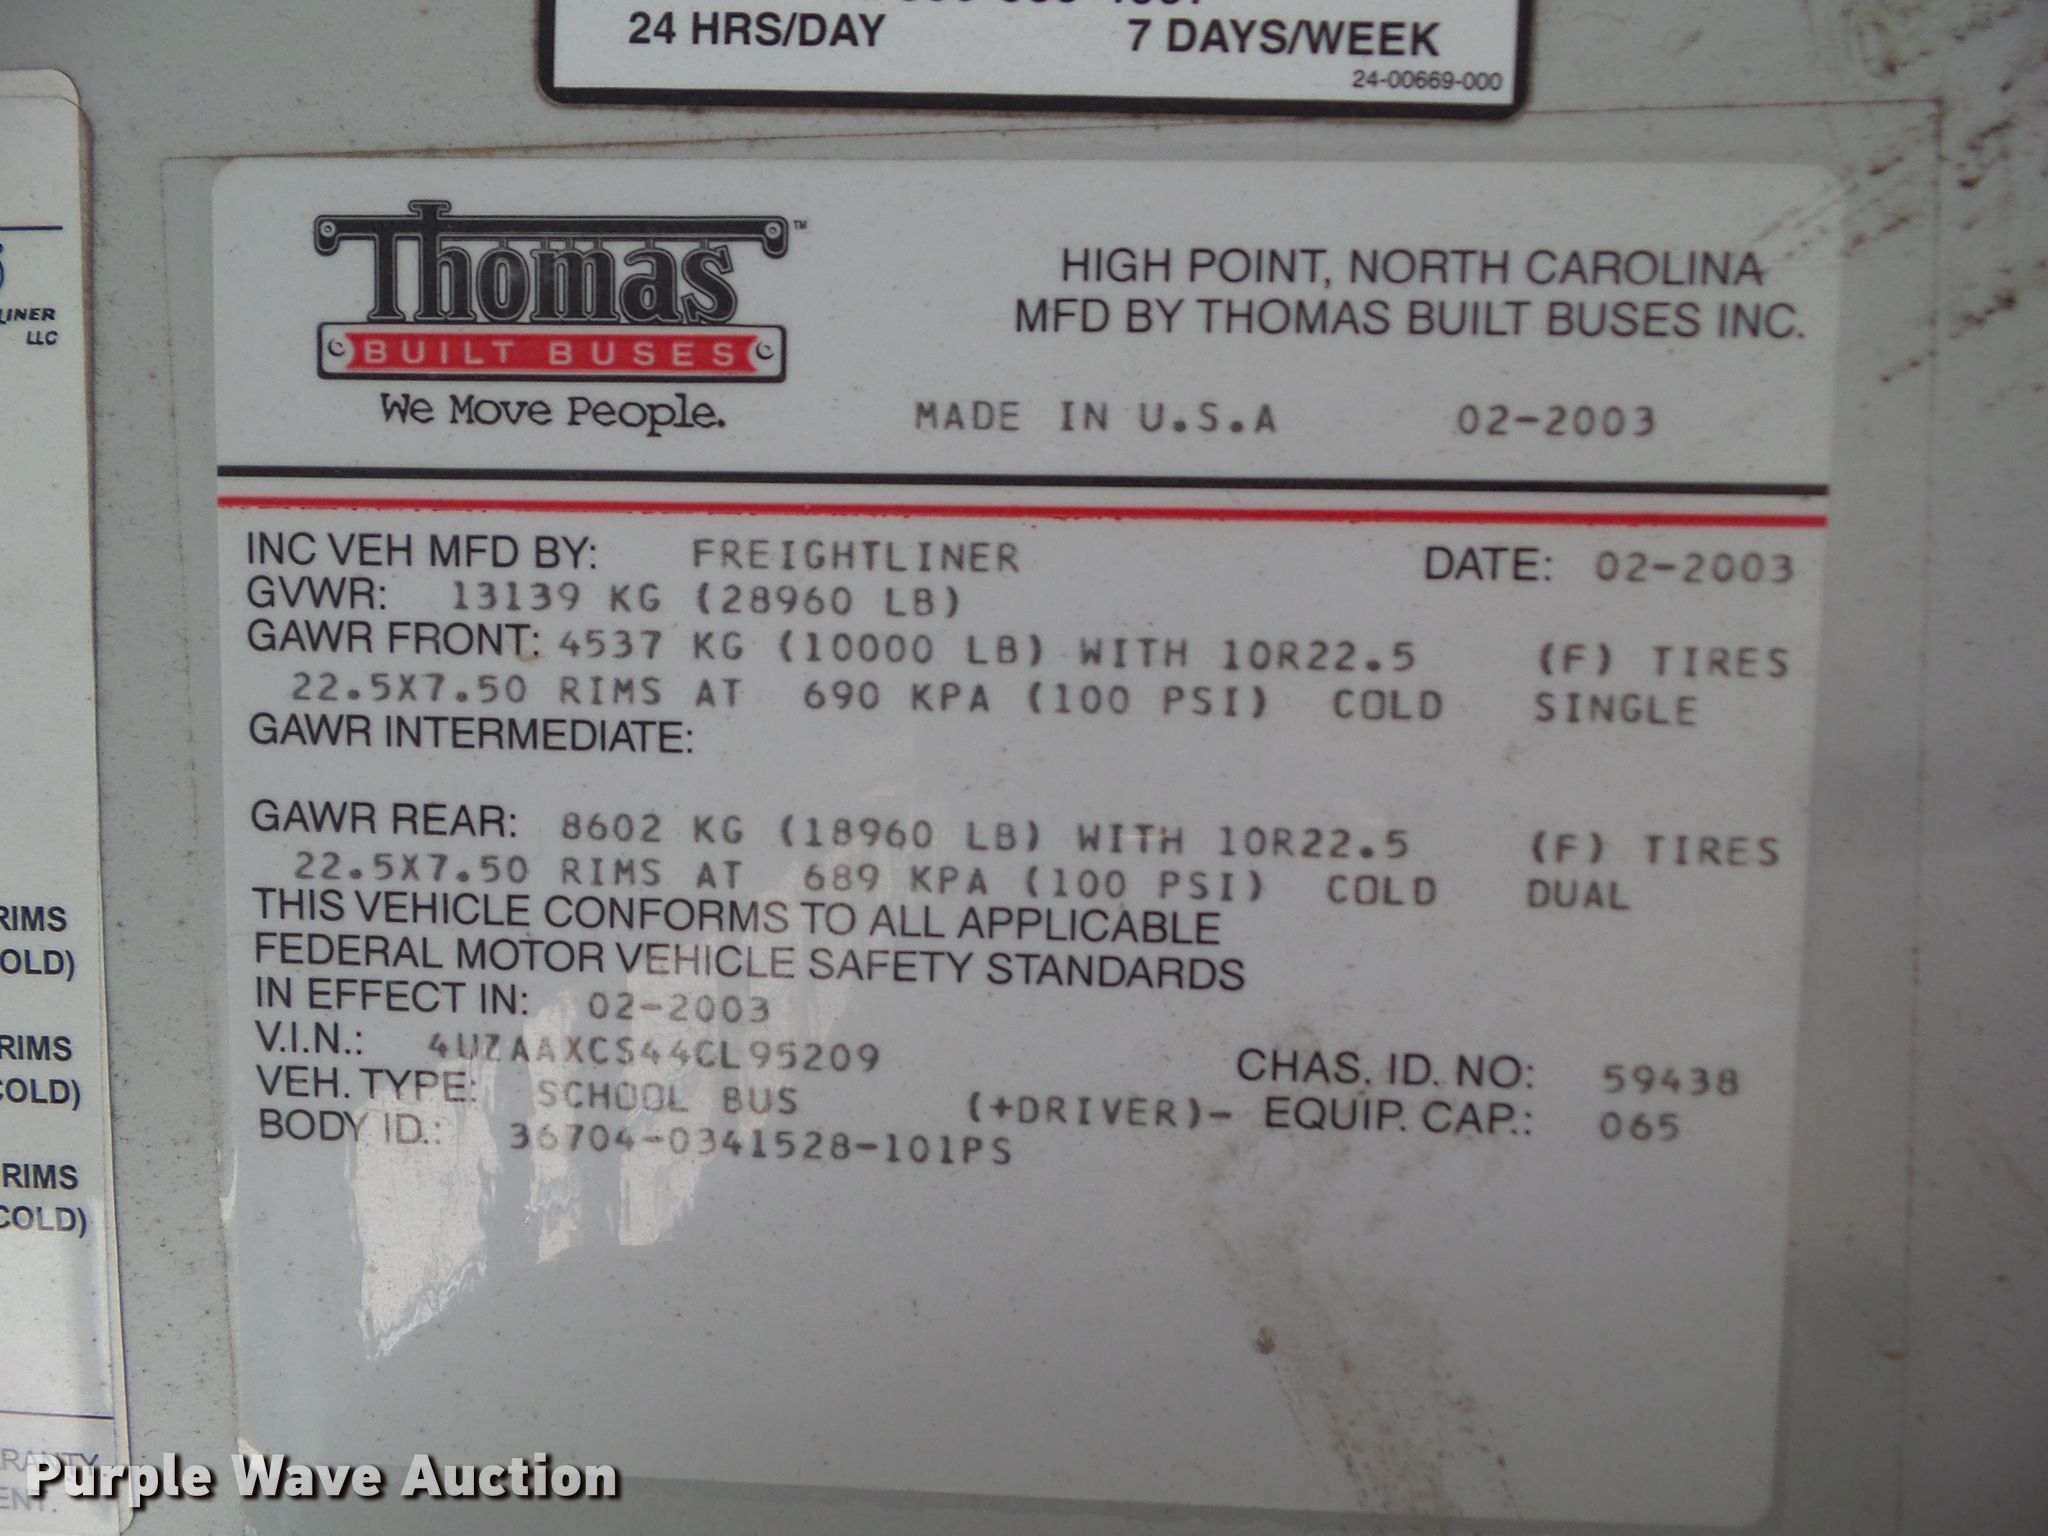 24 HRS/DAY 7 DAYS/WEEK
24-00669-000
Thomas™
BUILT BUSES
We Move People.
HIGH POINT, NORTH CAROLINA
MFD BY THOMAS BUILT BUSES INC.
MADE IN U.S.A 02-2003
INC VEH MFD BY: FREIGHTLINER DATE: 02-2003
GVWR: 13139 KG (28960 LB)
GAWR FRONT: 4537 KG (10000 LB) WITH 10R22.5 (F) TIRES
22.5X7.50 RIMS AT 690 KPA (100 PSI) COLD SINGLE
GAWR INTERMEDIATE:
GAWR REAR: 8602 KG (18960 LB) WITH 10R22.5 (F) TIRES
22.5X7.50 RIMS AT 689 KPA (100 PSI) COLD DUAL
THIS VEHICLE CONFORMS TO ALL APPLICABLE
FEDERAL MOTOR VEHICLE SAFETY STANDARDS
IN EFFECT IN: 02-2003
V.I.N.: 4UZAAXCS44CL95209 CHAS. ID. NO: 59438
VEH. TYPE: SCHOOL BUS (+DRIVER)- EQUIP. CAP.: 065
BODY ID.: 36704-0341528-101PS
LLC
RIMS
RIMS
RIMS
Purple Wave Auction